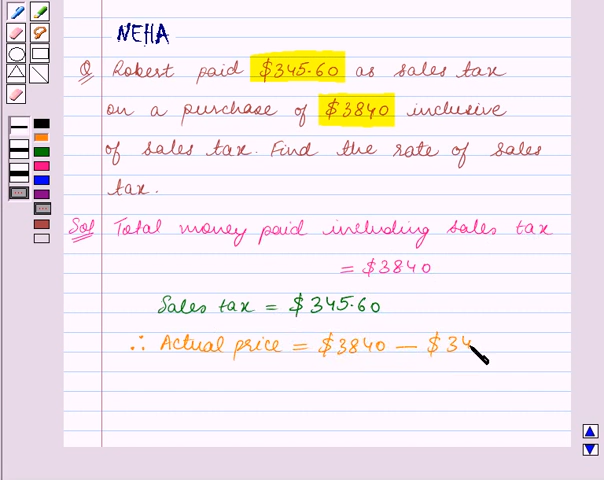 NEHA
Q Robert paid $345.60 as sales tax
on a purchase of $3840 inclusive
of sales tax. Find the rate of sales
tax.
Sol Total money paid including sales tax
= $3840
Sales tax = $345.60
∴ Actual price = $3840 — $34